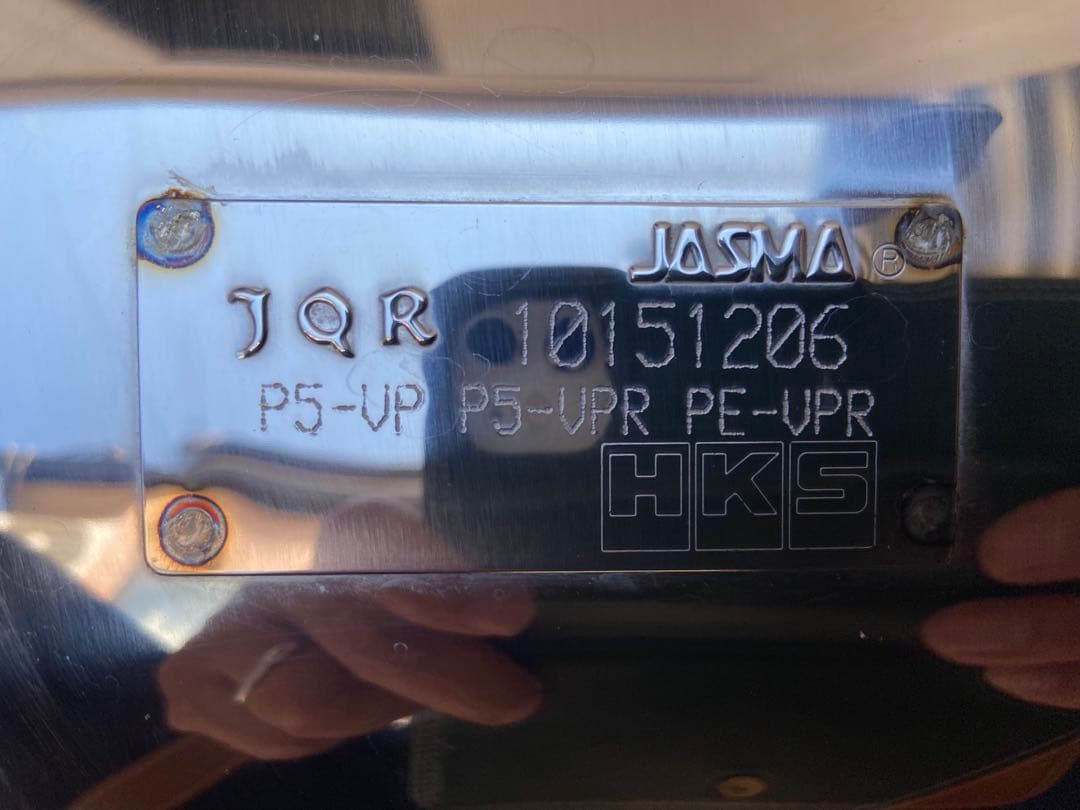 JASMA ®
JQR 10151206
P5-VP P5-VPR PE-VPR
HKS